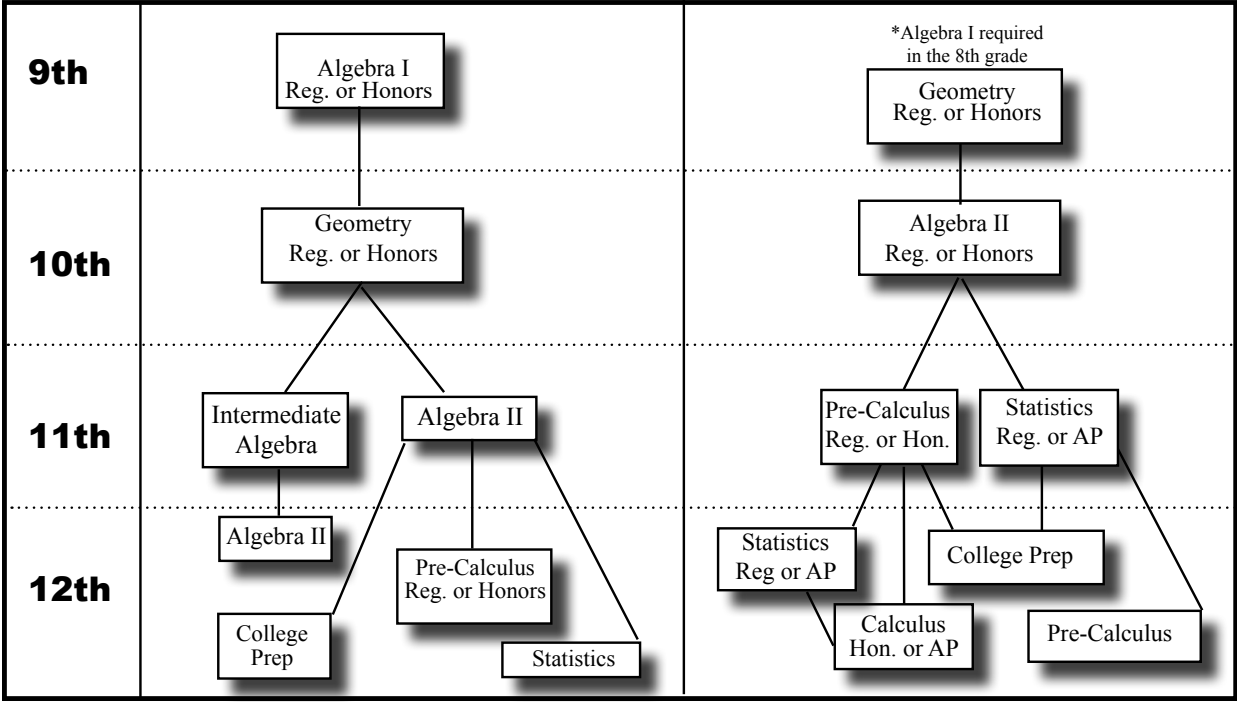 9th
Algebra I
Reg. or Honors
*Algebra I required
in the 8th grade
Geometry
Reg. or Honors
10th
Geometry
Reg. or Honors
Algebra II
Reg. or Honors
11th
Intermediate
Algebra
Algebra II
Pre-Calculus
Reg. or Hon.
Statistics
Reg. or AP
12th
Algebra II
Pre-Calculus
Reg. or Honors
College
Prep
Statistics
Statistics
Reg or AP
College Prep
Calculus
Hon. or AP
Pre-Calculus